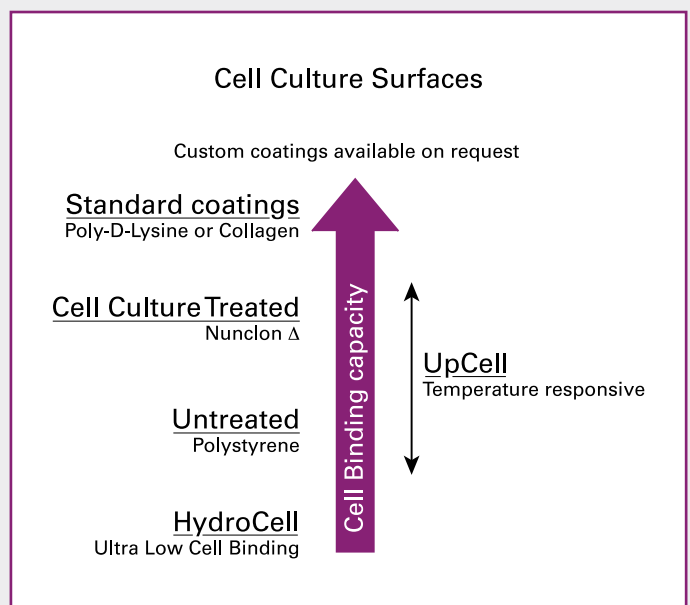 Cell Culture Surfaces
Custom coatings available on request
Standard coatings
Poly-D-Lysine or Collagen
Cell Culture Treated
Nunclon Δ
Untreated
Polystyrene
HydroCell
Ultra Low Cell Binding
Cell Binding capacity
UpCell
Temperature responsive